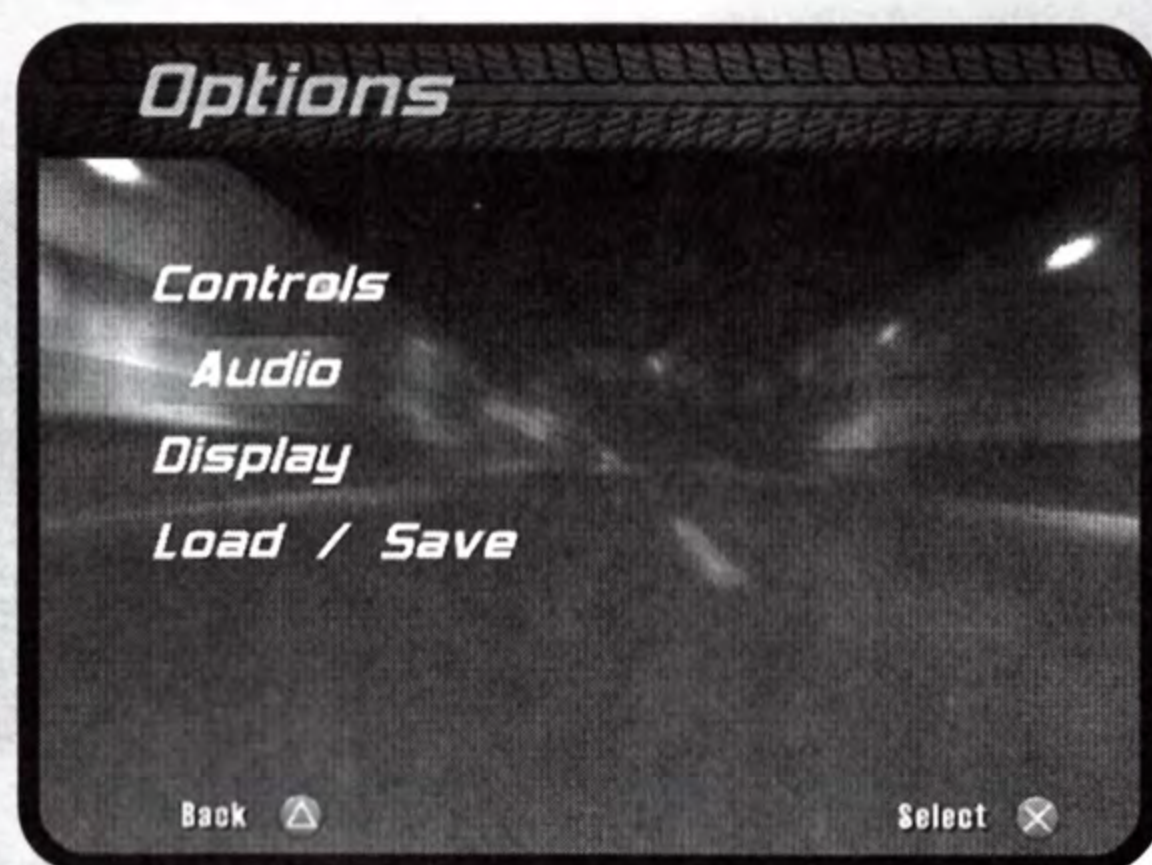 Options
Controls
Audio
Display
Load / Save
Back
Select